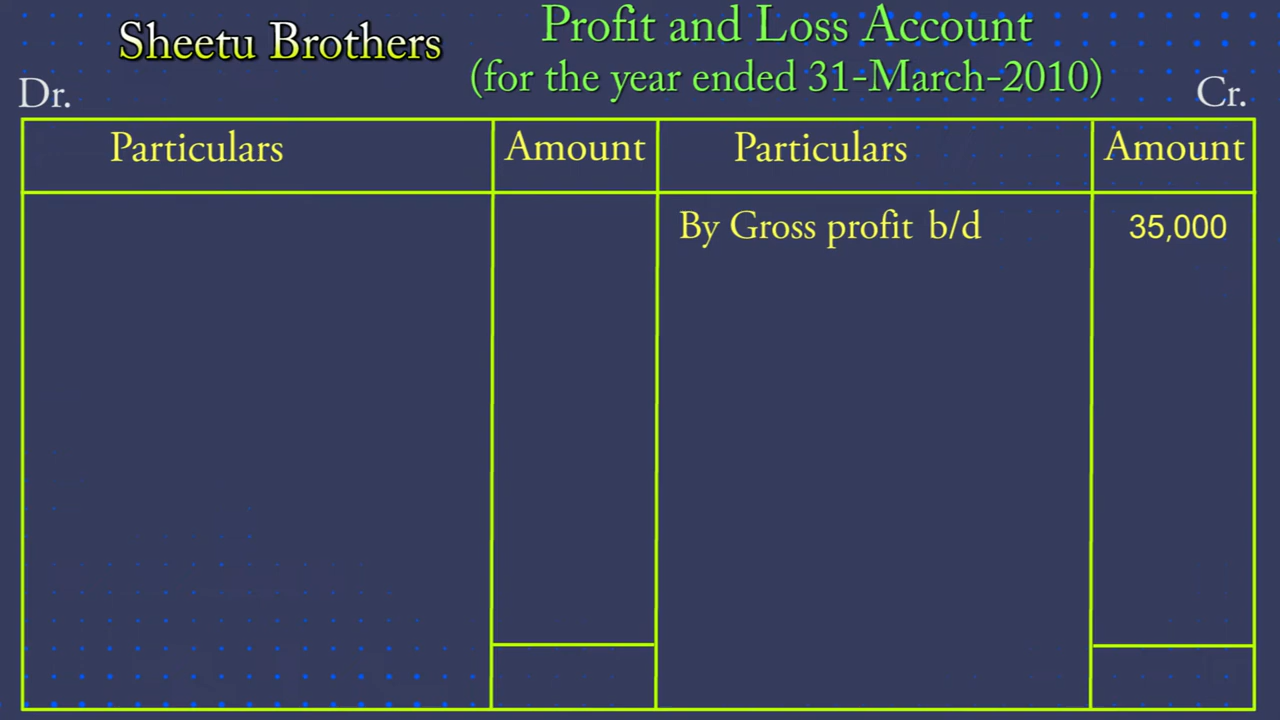 Sheetu Brothers
Profit and Loss Account
(for the year ended 31-March-2010)
Dr.
Cr.
Particulars Amount Particulars Amount
By Gross profit b/d 35,000